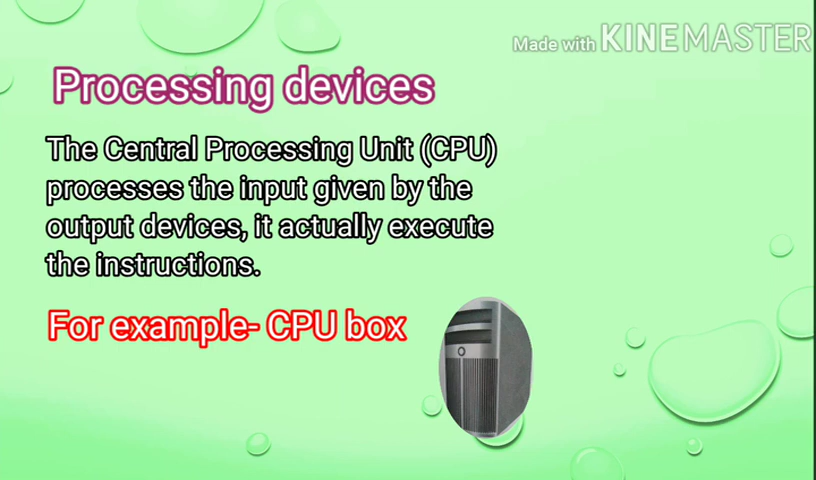 Made with KINEMASTER
Processing devices
The Central Processing Unit (CPU)
processes the input given by the
output devices, it actually execute
the instructions.
For example- CPU box